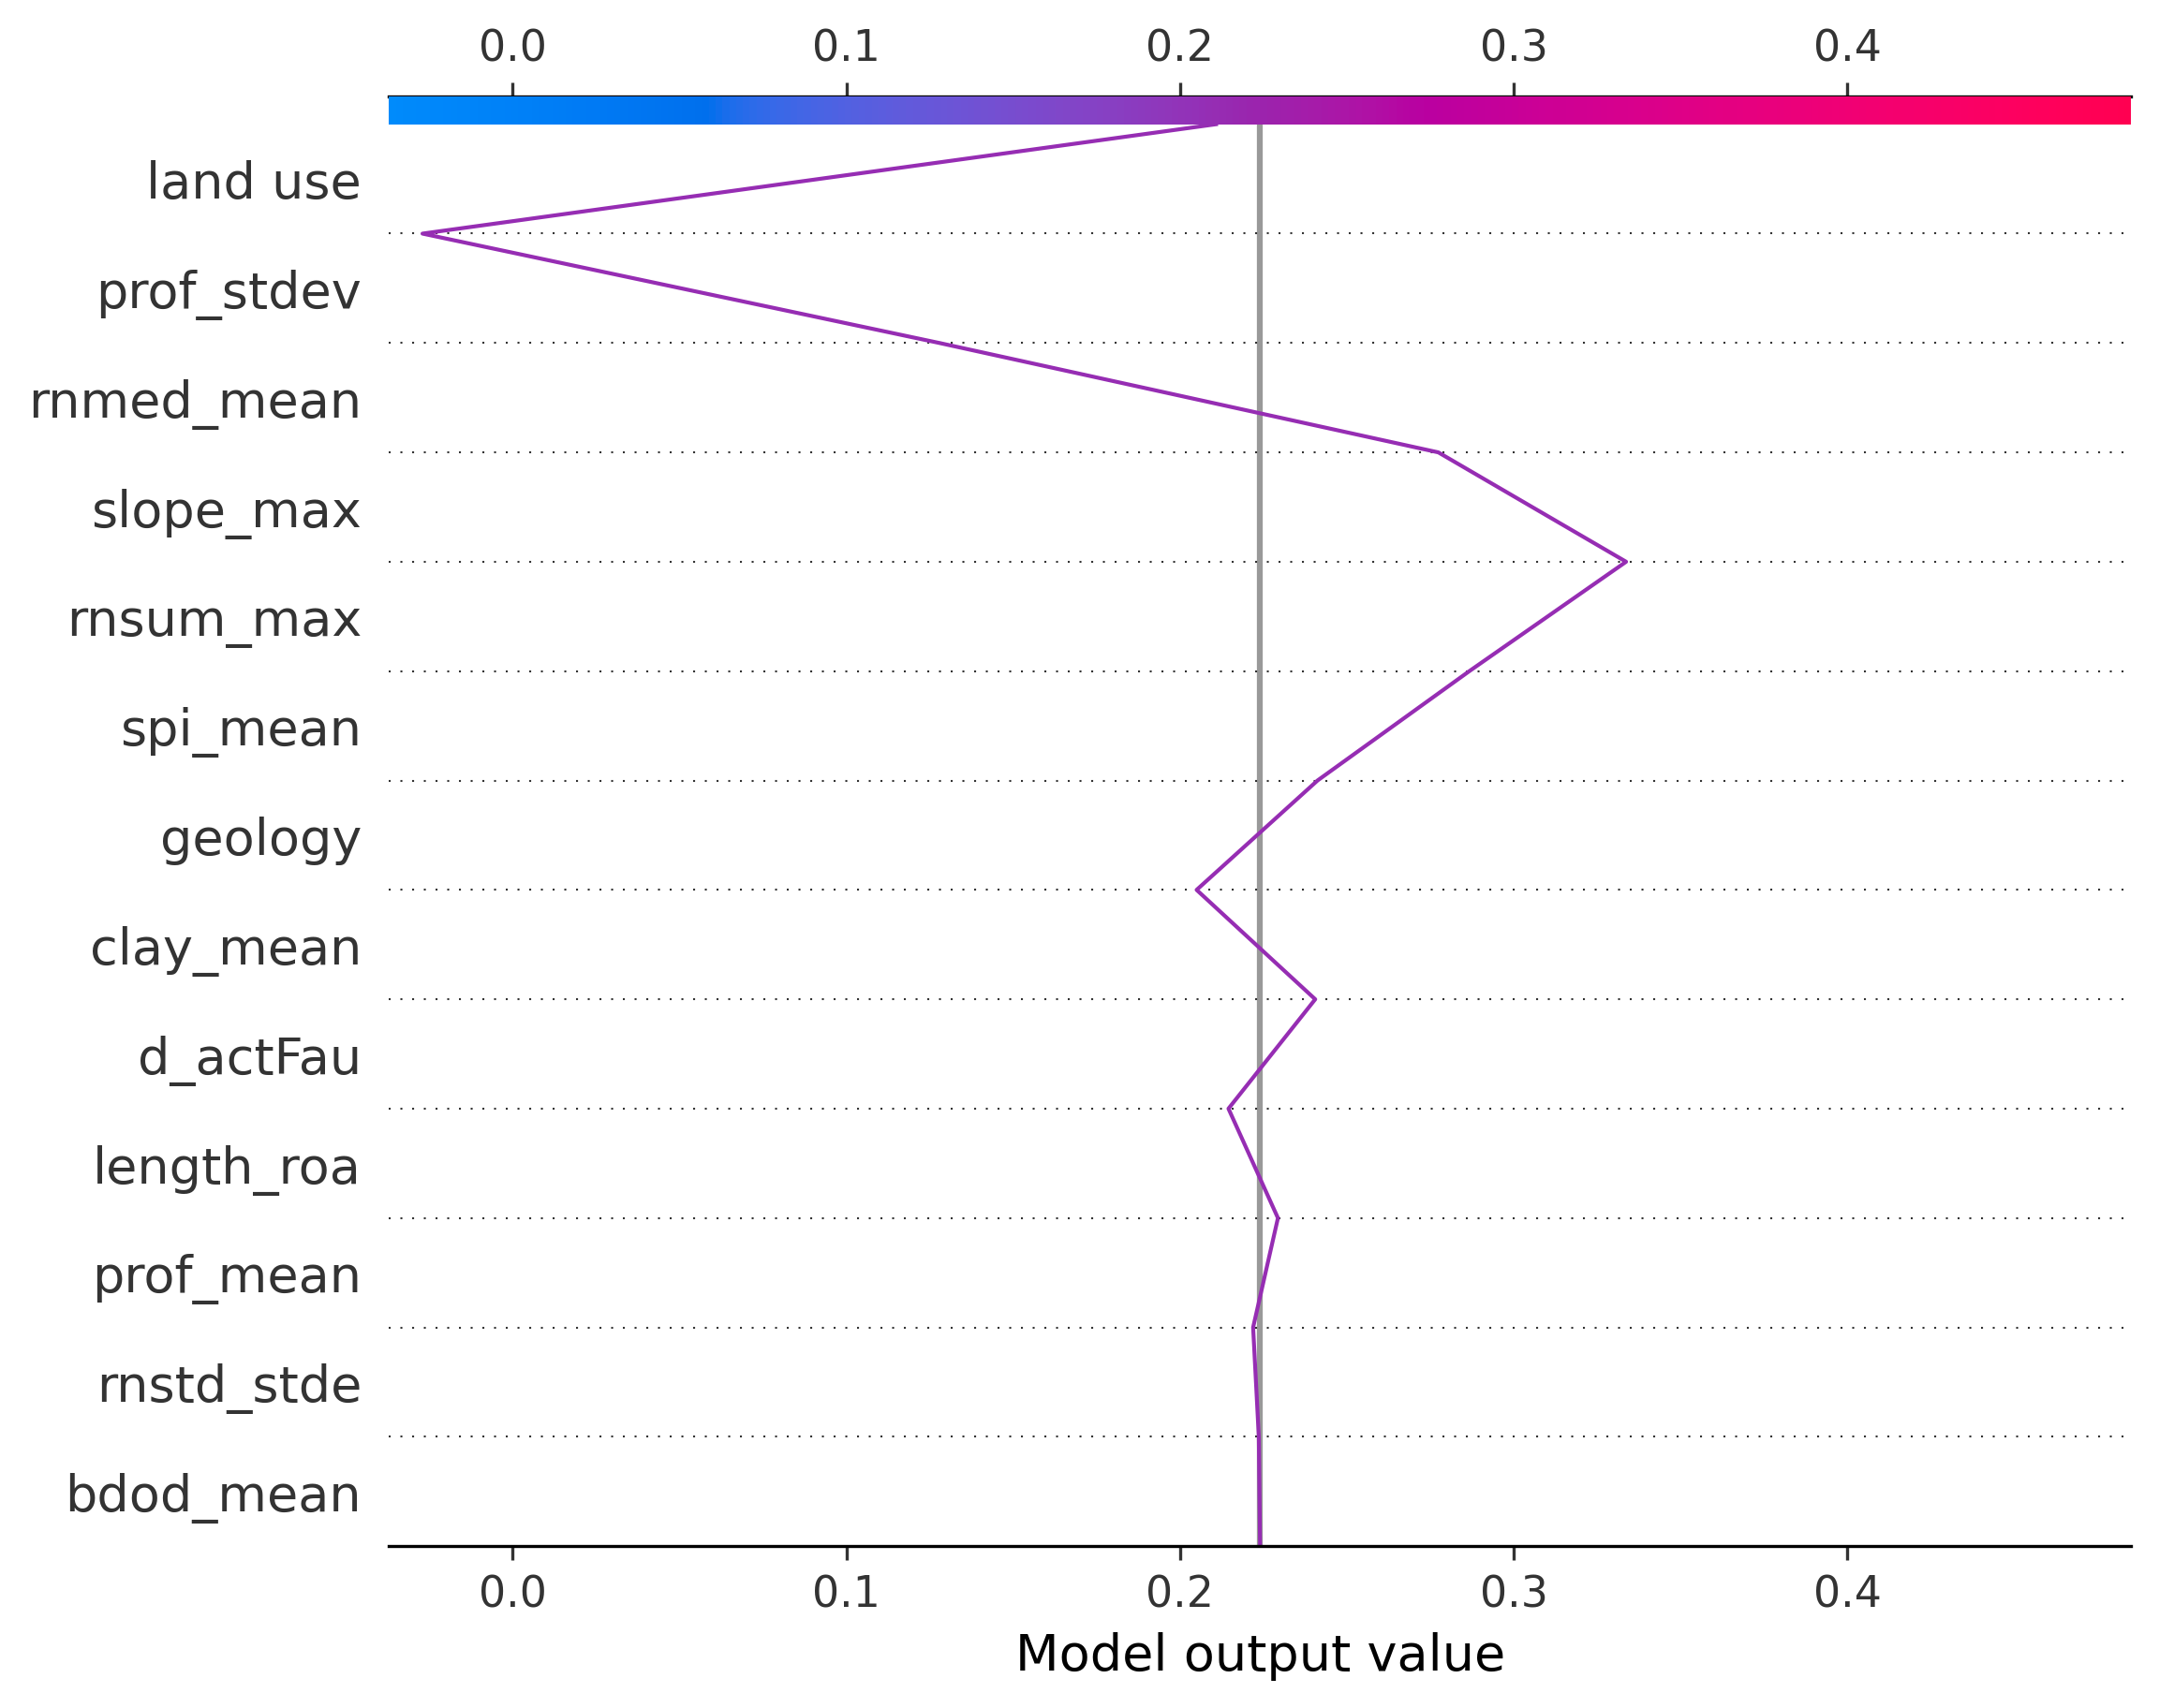 0.0 0.1 0.2 0.3 0.4
land use
prof_stdev
rnmed_mean
slope_max
rnsum_max
spi_mean
geology
clay_mean
d_actFau
length_roa
prof_mean
rnstd_stde
bdod_mean
0.0 0.1 0.2 0.3 0.4
Model output value